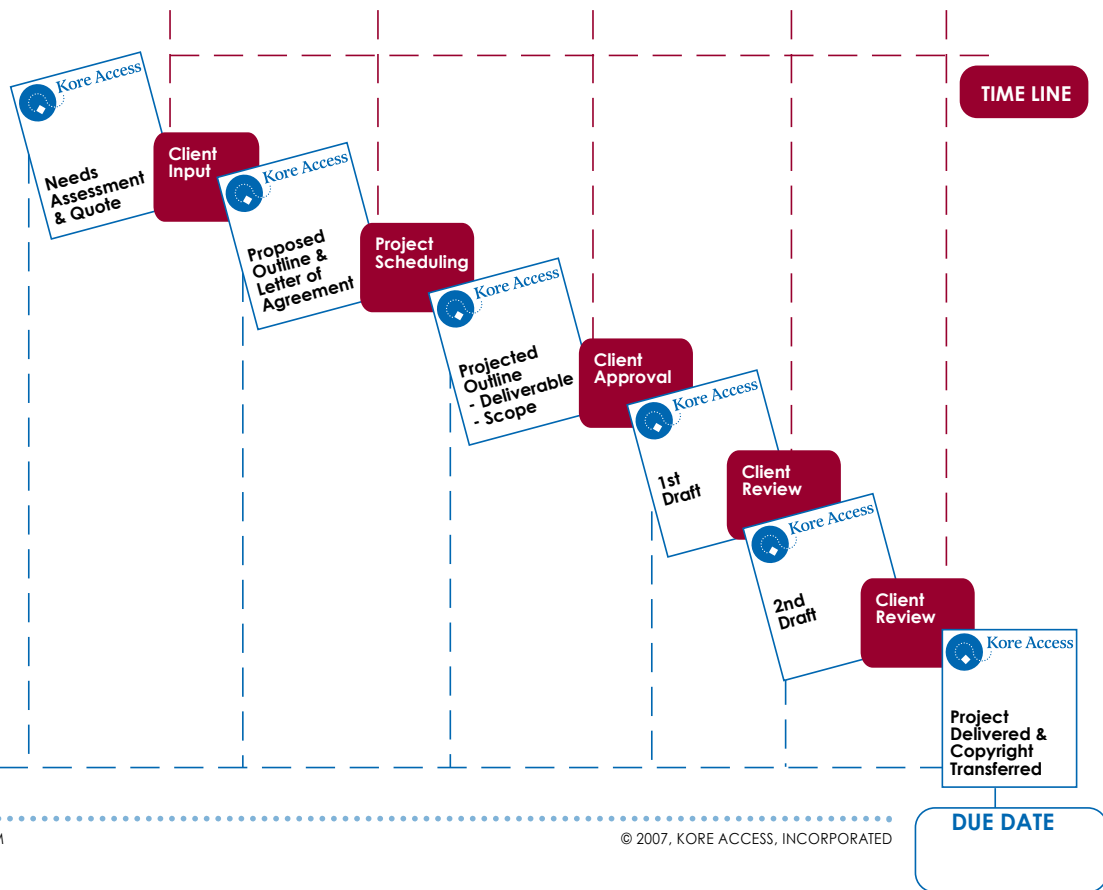 TIME LINE
Kore Access
Needs
Assessment
& Quote
Client
Input
Kore Access
Proposed
Outline &
Letter of
Agreement
Project
Scheduling
Kore Access
Projected
Outline
- Deliverable
- Scope
Client
Approval
Kore Access
1st
Draft
Client
Review
Kore Access
2nd
Draft
Client
Review
Kore Access
Project
Delivered &
Copyright
Transferred
DUE DATE
M
© 2007, KORE ACCESS, INCORPORATED